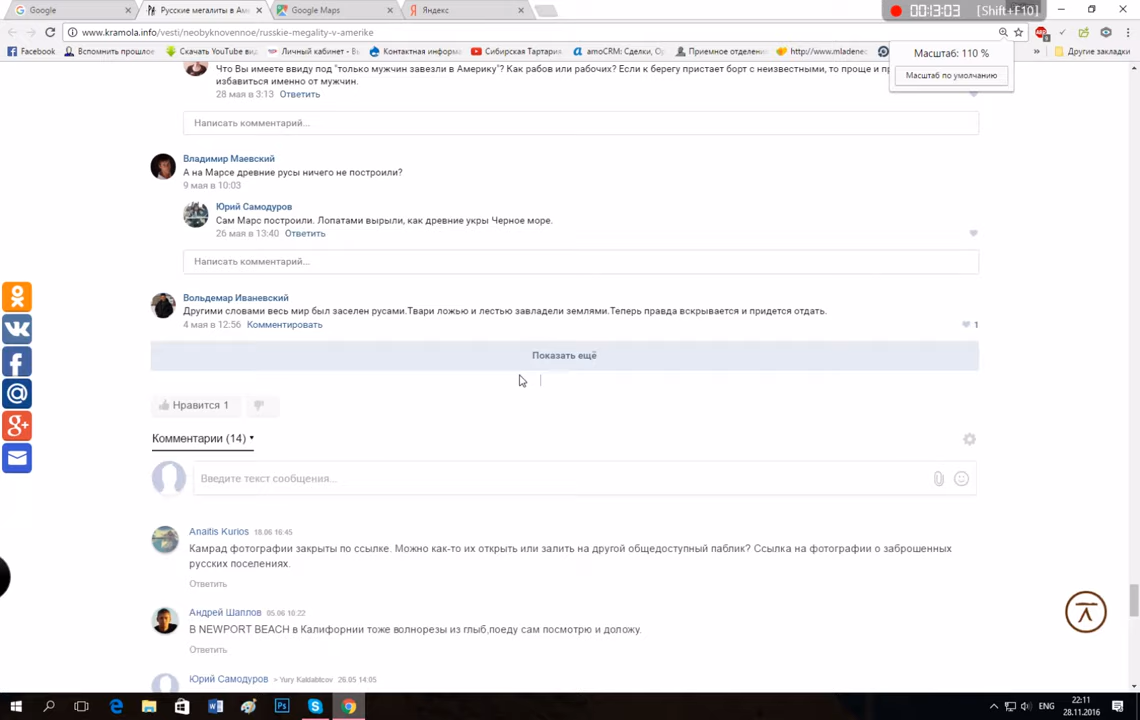 Google
Русские мегалиты в Аме
Google Maps
Яндекс
00:13:03 [Shift+F10]
www.kramola.info/vesti/neobyknovennoe/russkie-megality-v-amerike
Facebook
Вспомнить прошлое
Скачать YouTube ви
Личный кабинет - Въ
Контактная информа
Сибирская Тартария
amoCRM: Сделки, Co
Приемное отделени
http://www.mladenec
Другие закладки
Масштаб: 110 %
Масштаб по умолчанию
Что Вы имеете ввиду под "только мужчин завезли в Америку"? Как рабов или рабочих? Если к берегу пристает борт с неизвестными, то проще и пр
избавиться именно от мужчин.
28 мая в 3:13 Ответить
Написать комментарий...
Владимир Маевский
А на Марсе древние русы ничего не построили?
9 мая в 10:03
Юрий Самодуров
Сам Марс построили. Лопатами вырыли, как древние укры Черное море.
26 мая в 13:40 Ответить
Написать комментарий...
Вольдемар Иваневский
Другими словами весь мир был заселен русами.Твари ложью и лестью завладели землями.Теперь правда вскрывается и придется отдать.
4 мая в 12:56 Комментировать
1
Показать ещё
Нравится 1
Комментарии (14)
Введите текст сообщения...
Anaitis Kurios 18.06 16:45
Камрад фотографии закрыты по ссылке. Можно как-то их открыть или залить на другой общедоступный паблик? Ссылка на фотографии о заброшенных
русских поселениях.
Ответить
Андрей Шаплов 05.06 10:22
В NEWPORT BEACH в Калифорнии тоже волнорезы из глыб,поеду сам посмотрю и доложу.
Ответить
Юрий Самодуров > Yury Kaldabtcov 26.05 14:05
ENG
22:11
28.11.2016